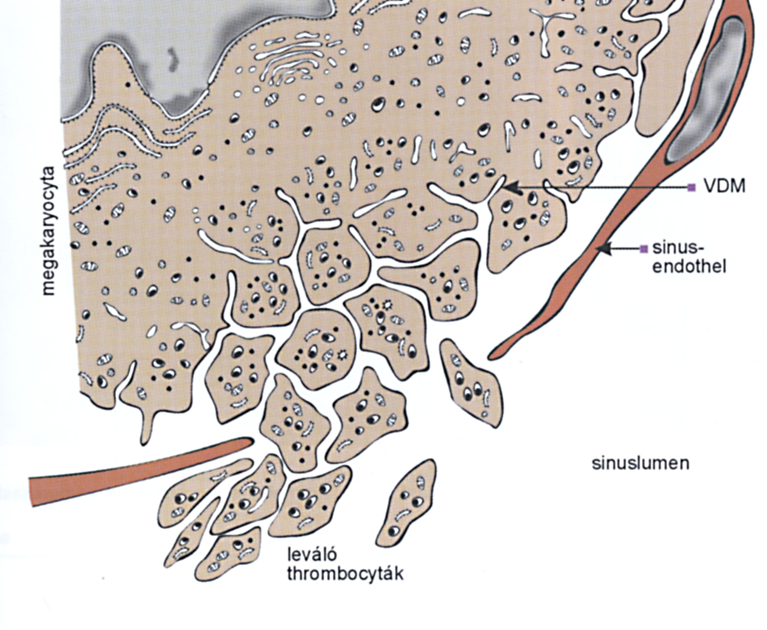 megakaryocyta
VDM
sinus-
endothel
sinuslumen
leváló
thrombocyták